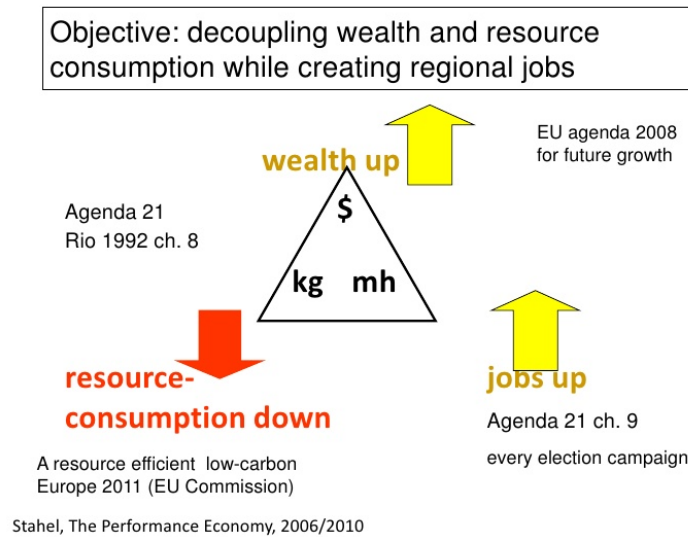 Objective: decoupling wealth and resource
consumption while creating regional jobs
EU agenda 2008
for future growth
wealth up
Agenda 21
Rio 1992 ch. 8
$
kg mh
resource-
consumption down
jobs up
Agenda 21 ch. 9
every election campaign
A resource efficient low-carbon
Europe 2011 (EU Commission)
Stahel, The Performance Economy, 2006/2010